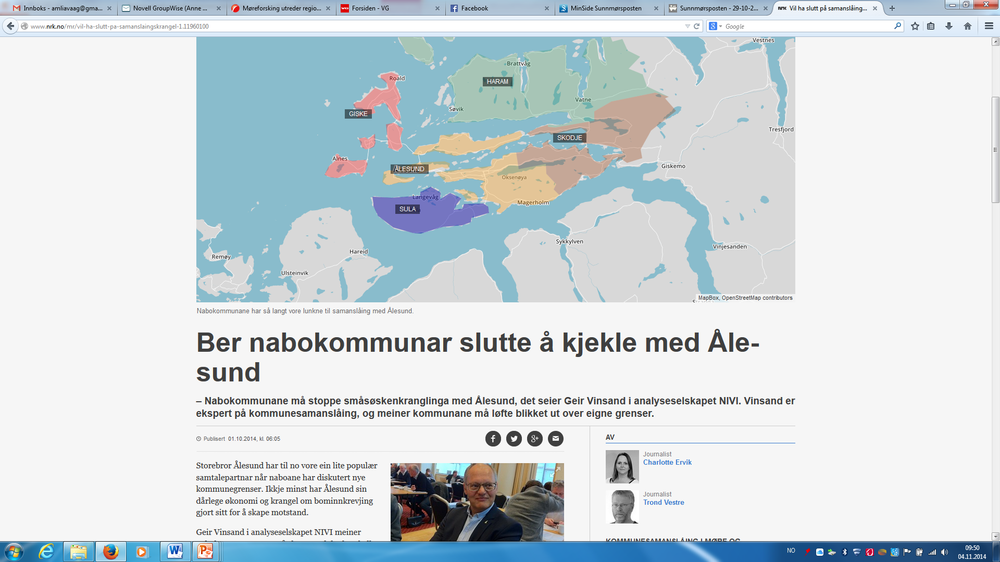 Innboks - amliavaag@gma...
Novell GroupWise (Anne ...
Møreforsking utreder regio...
Forsiden - VG
Facebook
MinSide Sunnmørsposten
Sunnmørsposten - 29-10-2...
Vil ha slutt på samanslåing...
www.nrk.no/mr/vil-ha-slutt-pa-samanslaingskrangel-1.11960100
Google
Vestnes
Brattvåg
Roald
HARAM
Vatne
Søvik
GISKE
Tresfjord
SKODJE
Alnes
Giskemo
ÅLESUND
Oksenøya
Langevåg
Magerholm
SULA
Sykkylven
Vinjesanden
Hareid
Remøy
Ulsteinvik
MapBox, OpenStreetMap contributors
Nabokommunane har så langt vore lunkne til samanslåing med Ålesund.
Ber nabokommunar slutte å kjekle med Åle-
sund
– Nabokommunane må stoppe småsøskenkranglinga med Ålesund, det seier Geir Vinsand i analyseselskapet NIVI. Vinsand er
ekspert på kommunesamanslåing, og meiner kommunane må løfte blikket ut over eigne grenser.
Publisert 01.10.2014, kl. 06:05
Storebror Ålesund har til no vore ein lite populær
samtalepartnar når naboane har diskutert nye
kommunegrenser. Ikkje minst har Ålesund sin
dårlege økonomi og krangel om bominnkrevjing
gjort sitt for å skape motstand.
Geir Vinsand i analyseselskapet NIVI meiner
AV
Journalist
Charlotte Ervik
Journalist
Trond Vestre
KOMMUNESAMANSLÅING I MØRE OG
NO
09:50
04.11.2014